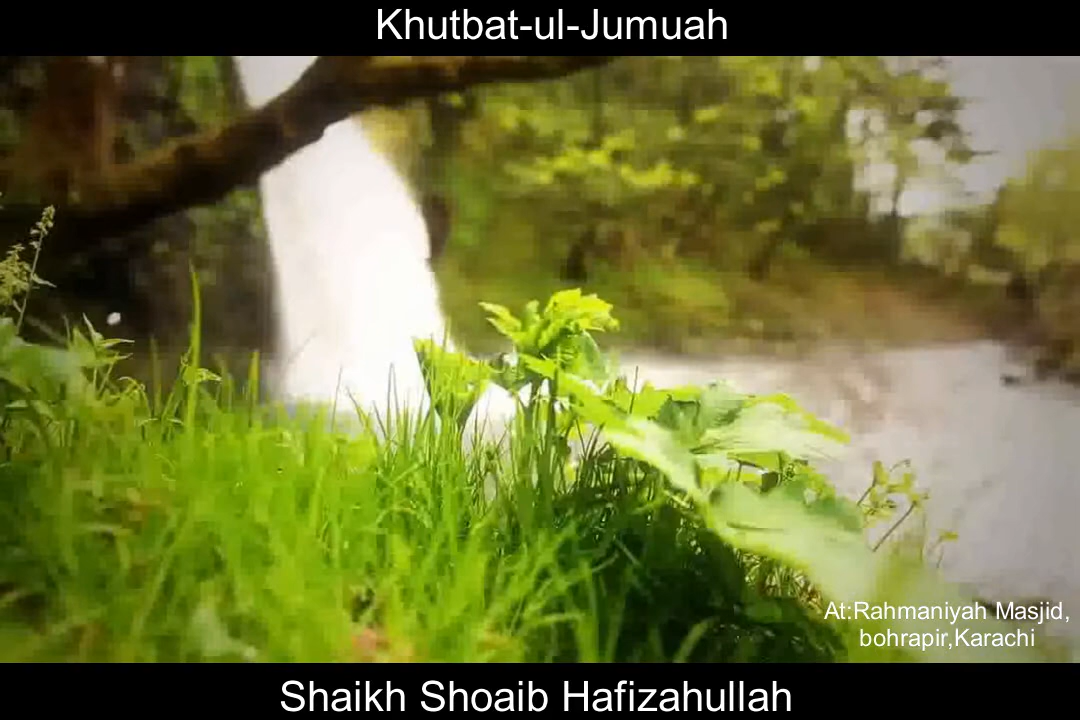 Khutbat-ul-Jumuah
At:Rahmaniyah Masjid,
bohrapir,Karachi
Shaikh Shoaib Hafizahullah